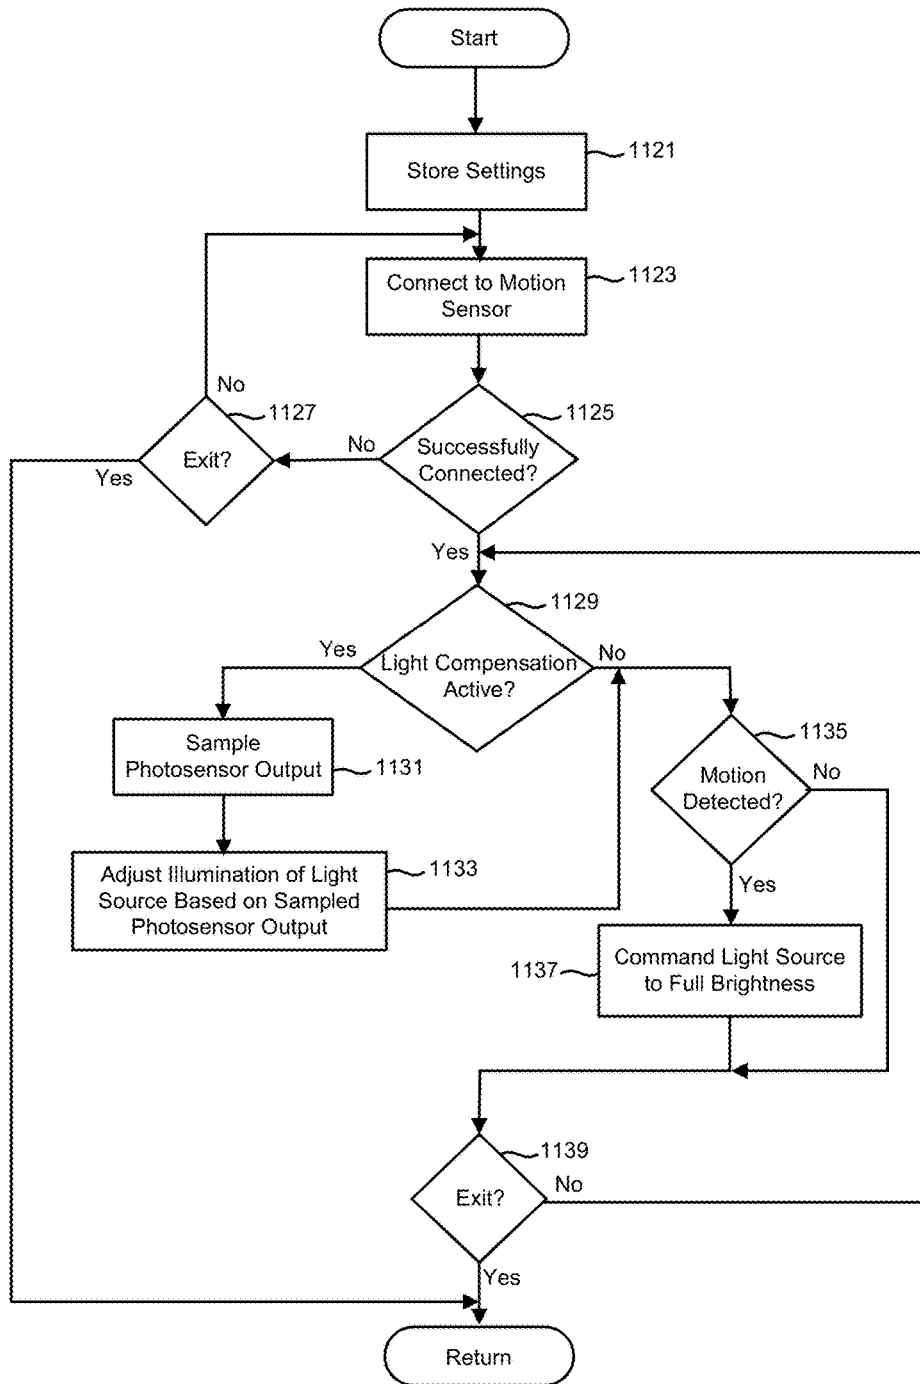 Start
Store Settings
1121
Connect to Motion
Sensor
1123
No
1127
Exit?
Yes
No
1125
Successfully
Connected?
Yes
1129
Yes
Light Compensation
Active?
No
Sample
Photosensor Output
1131
1135
Motion
Detected?
No
Adjust Illumination of Light
Source Based on Sampled
Photosensor Output
1133
Yes
1137
Command Light Source
to Full Brightness
1139
Exit?
No
Yes
Return